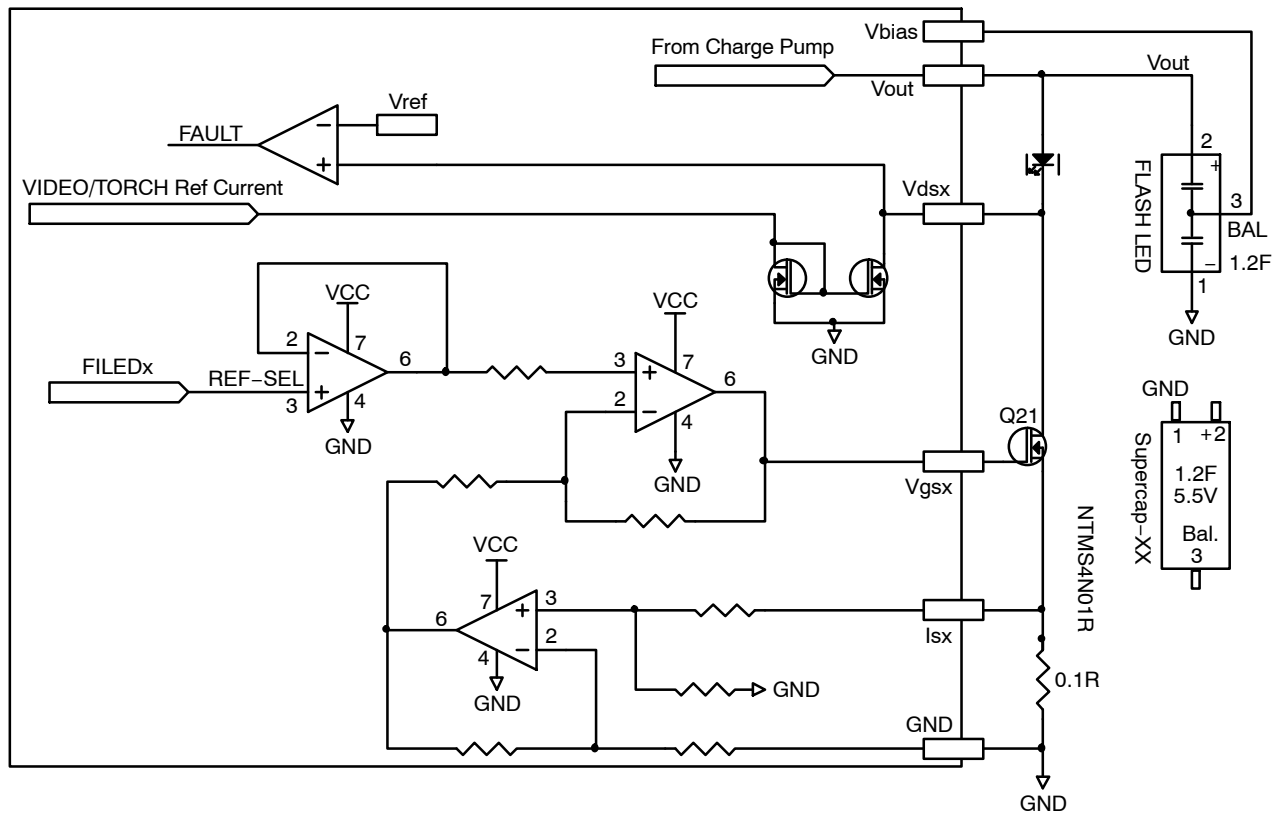 Vbias
From Charge Pump
Vout
Vout
Vref
FAULT
2
+
VIDEO/TORCH Ref Current
Vdsx
FLASH LED
3
BAL
1.2F
−
1
GND
VCC
VCC
GND
2
−
7
6
FILEDx
REF−SEL
3
+
4
GND
3
+
7
6
2
−
4
GND
Q21
Vgsx
GND
1
+2
1.2F
5.5V
Bal.
3
Supercap−XX
NTMS4N01R
VCC
7
+
3
6
−
2
4
GND
Isx
GND
0.1R
GND
GND
−
+